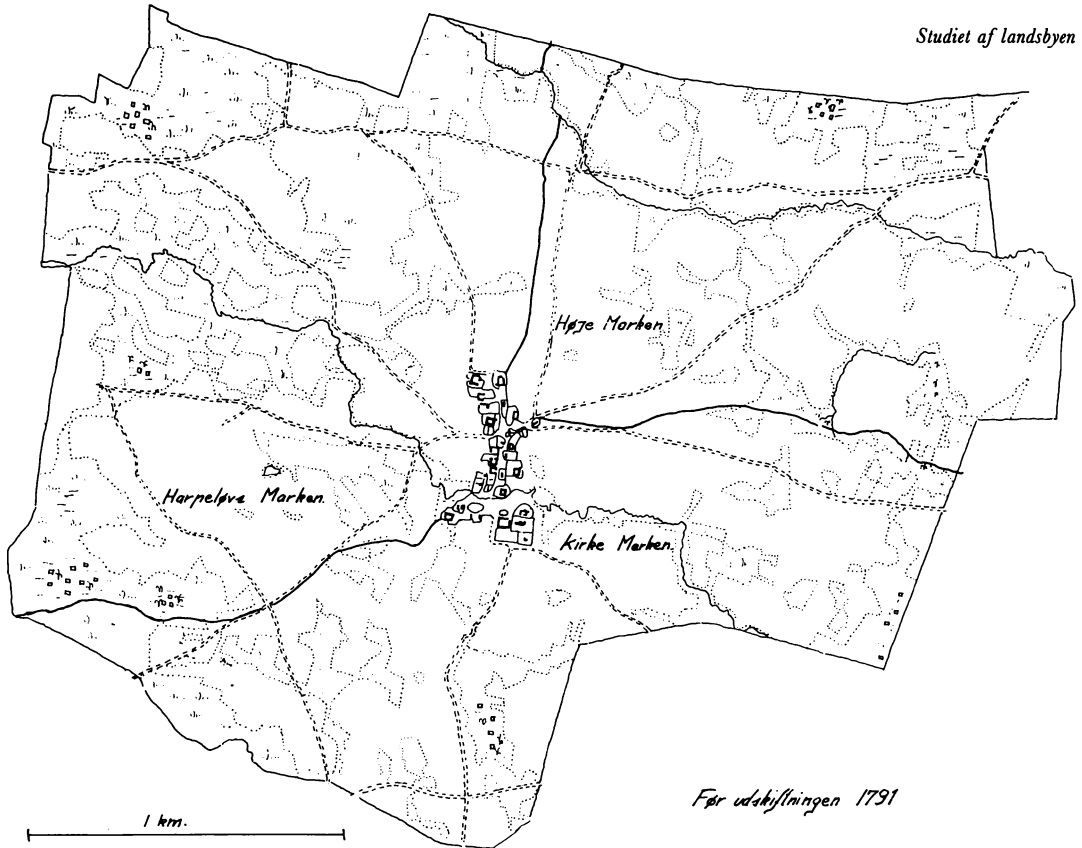 Studiet af landsbyen
Høje Marken
Harpeløve Marken.
Kirke Marken.
Før udskiftningen 1791
1 km.